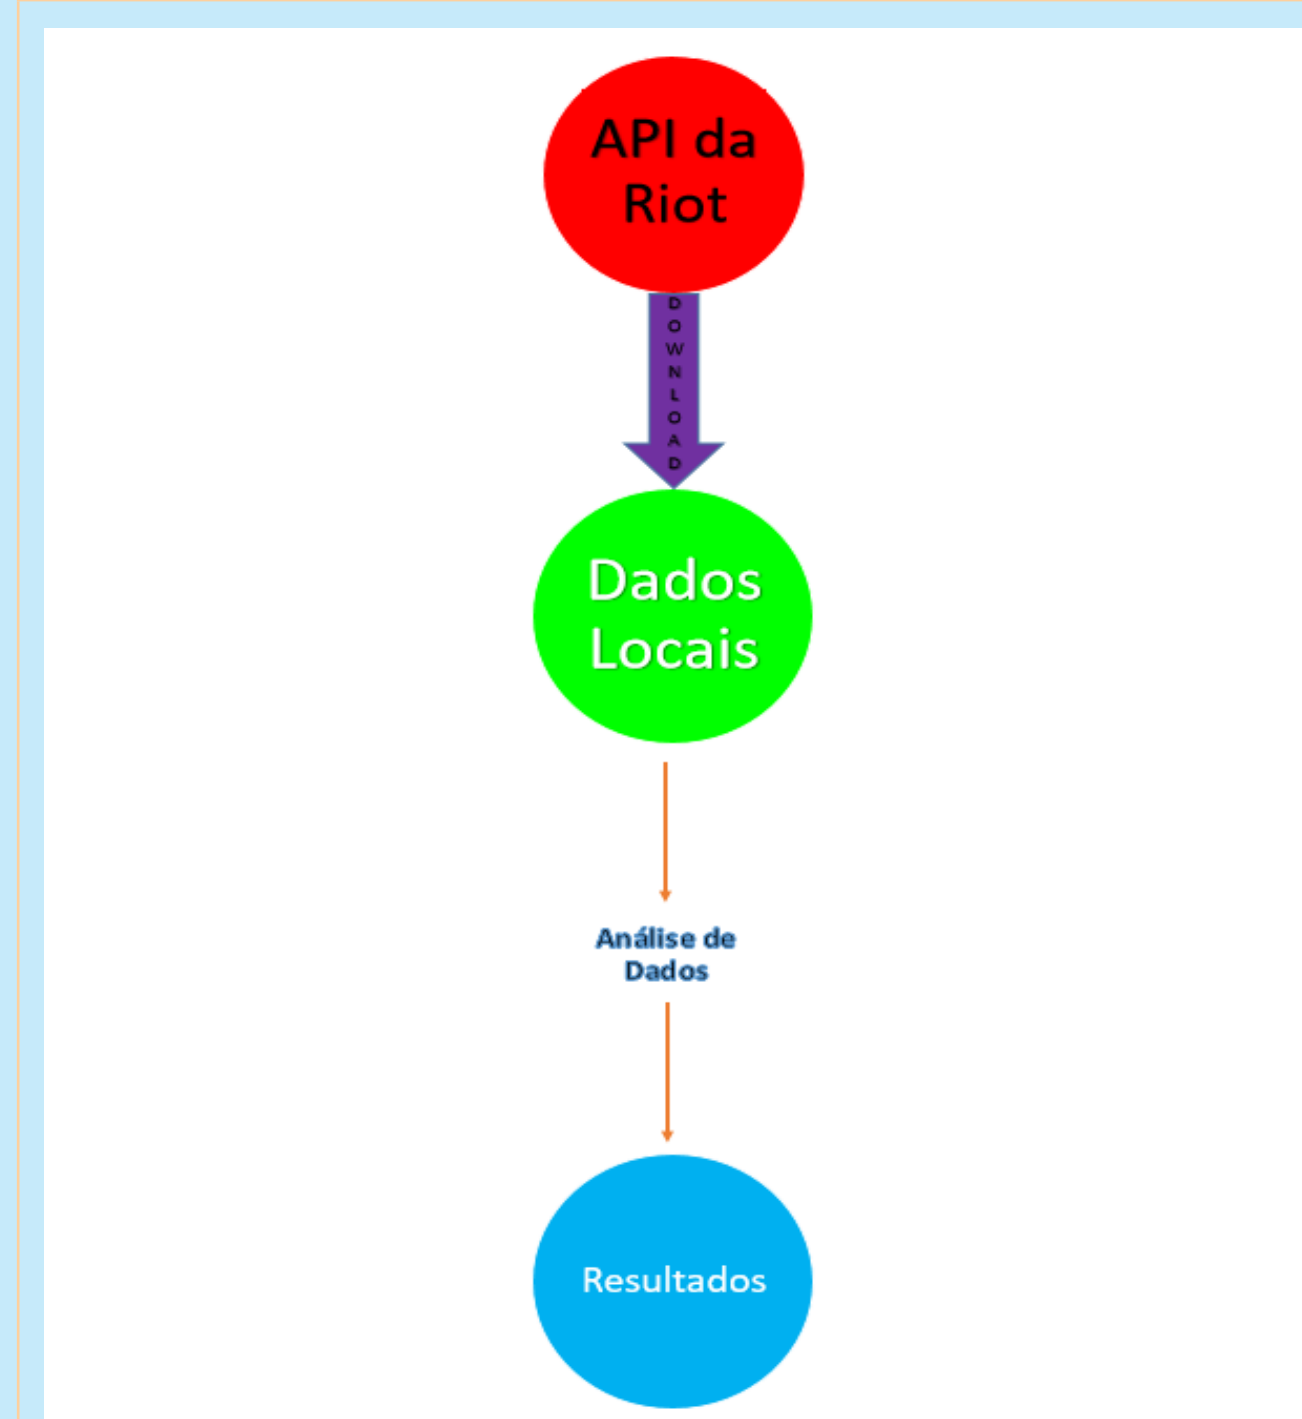 API da
Riot
DOWNLOAD
Dados
Locais
Análise de
Dados
Resultados